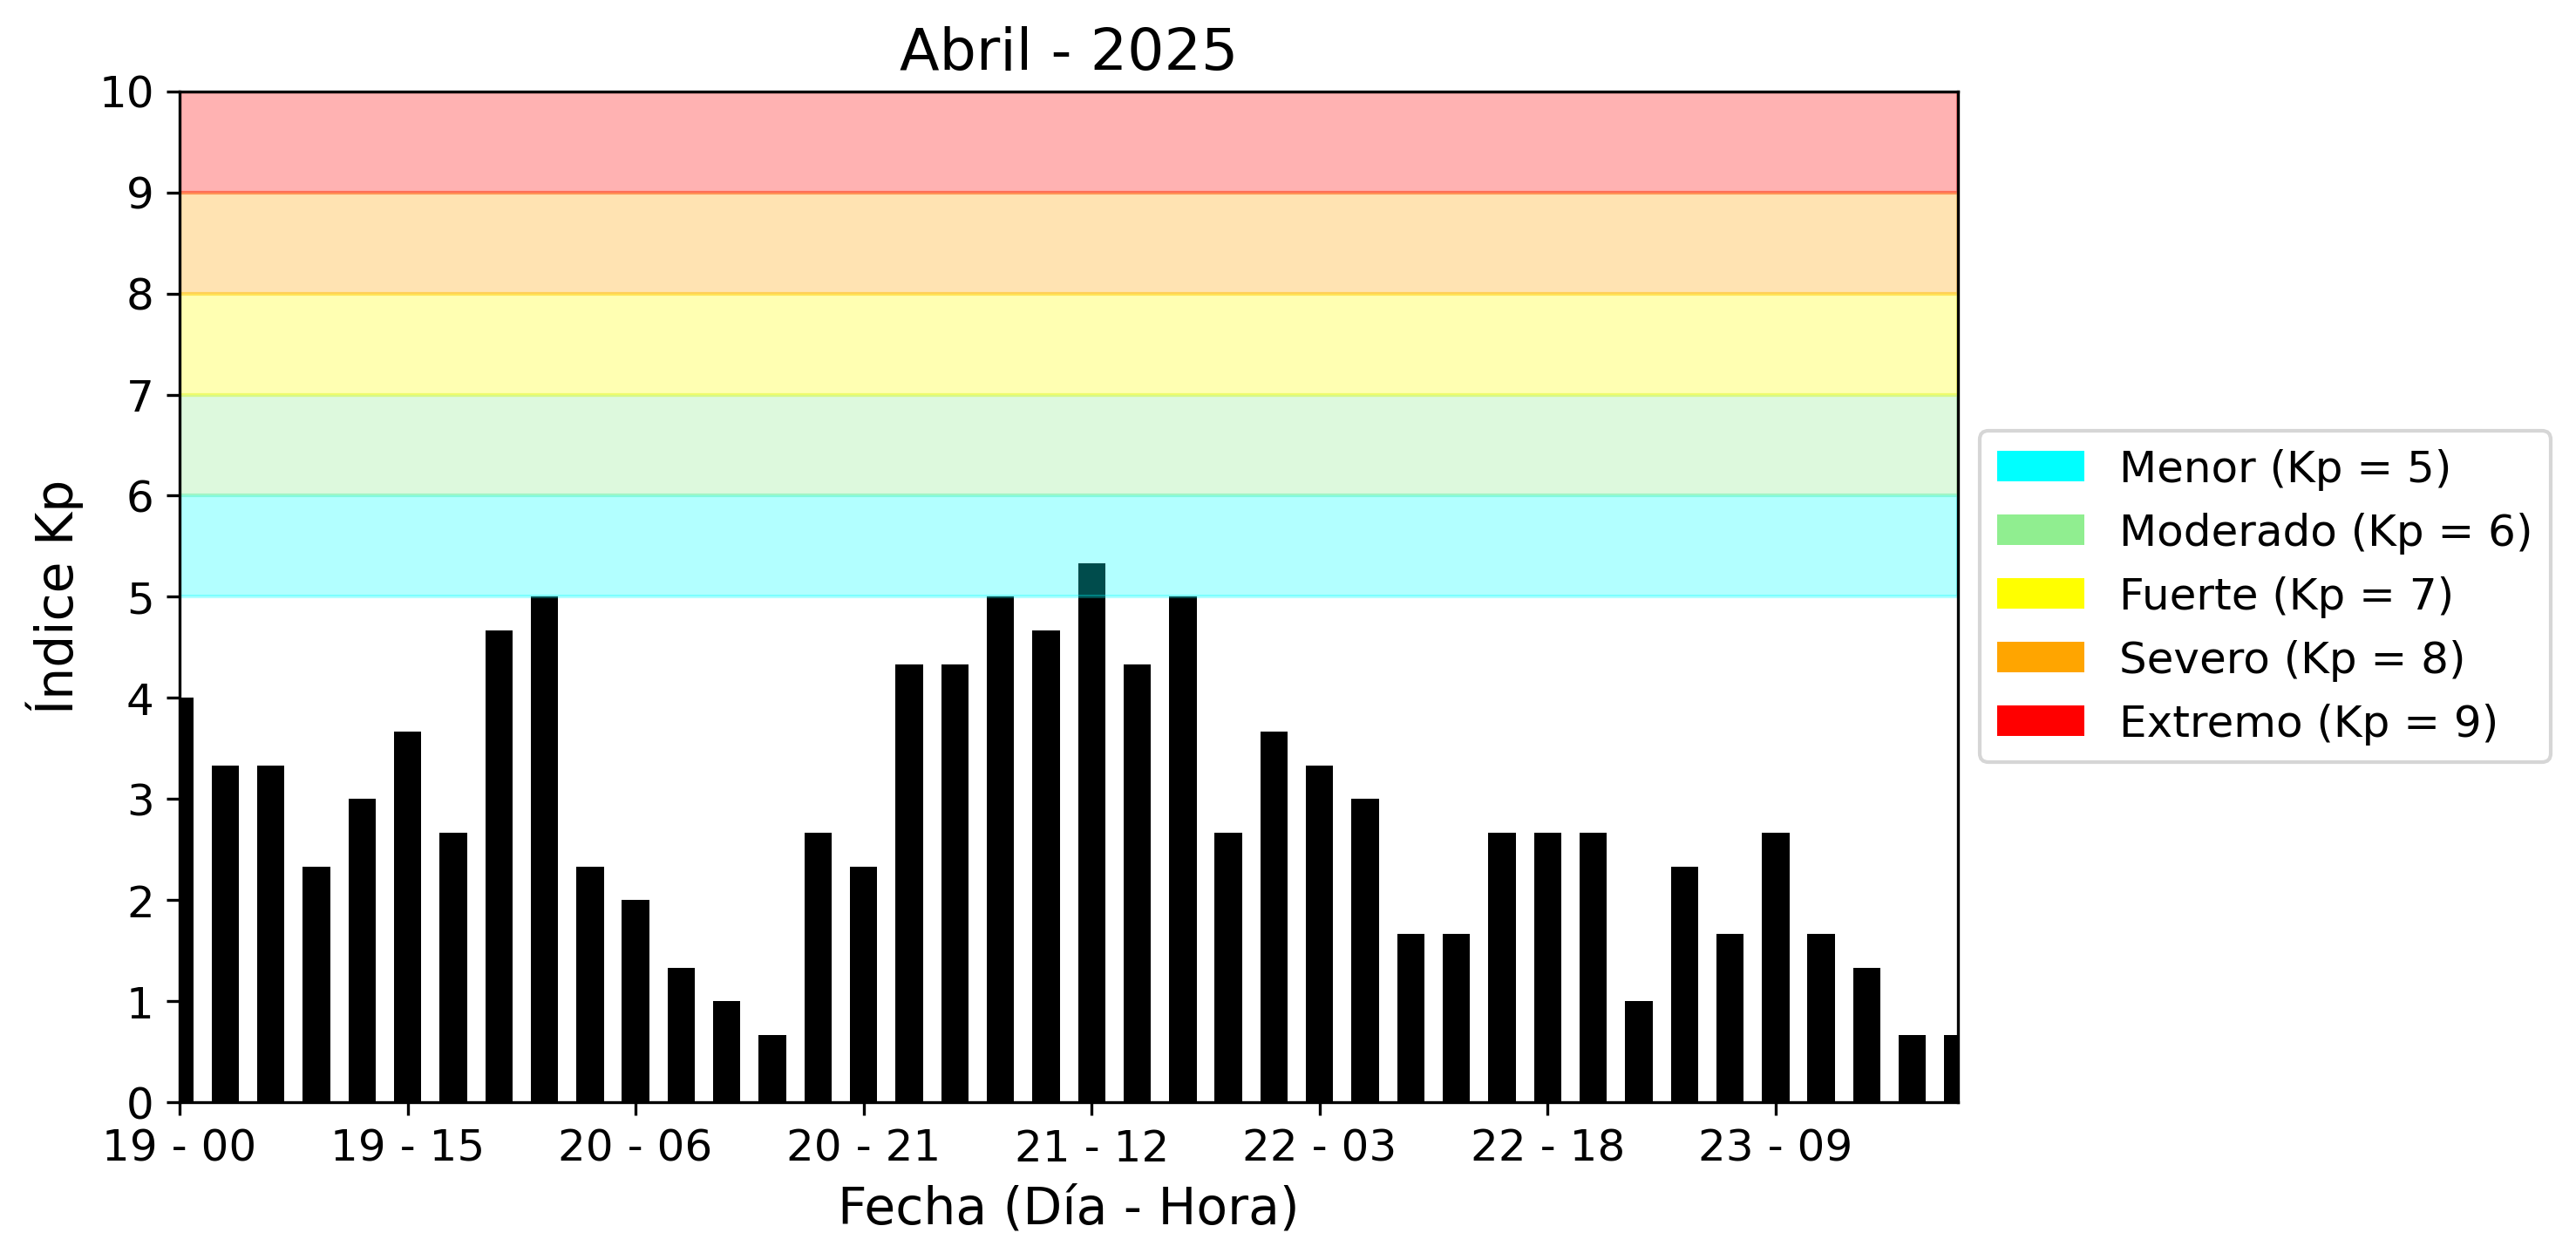 Abril - 2025
10
9
8
7
6
5
4
3
2
1
0
Índice Kp
19 - 00
19 - 15
20 - 06
20 - 21
21 - 12
22 - 03
22 - 18
23 - 09
Fecha (Día - Hora)
Menor (Kp = 5)
Moderado (Kp = 6)
Fuerte (Kp = 7)
Severo (Kp = 8)
Extremo (Kp = 9)